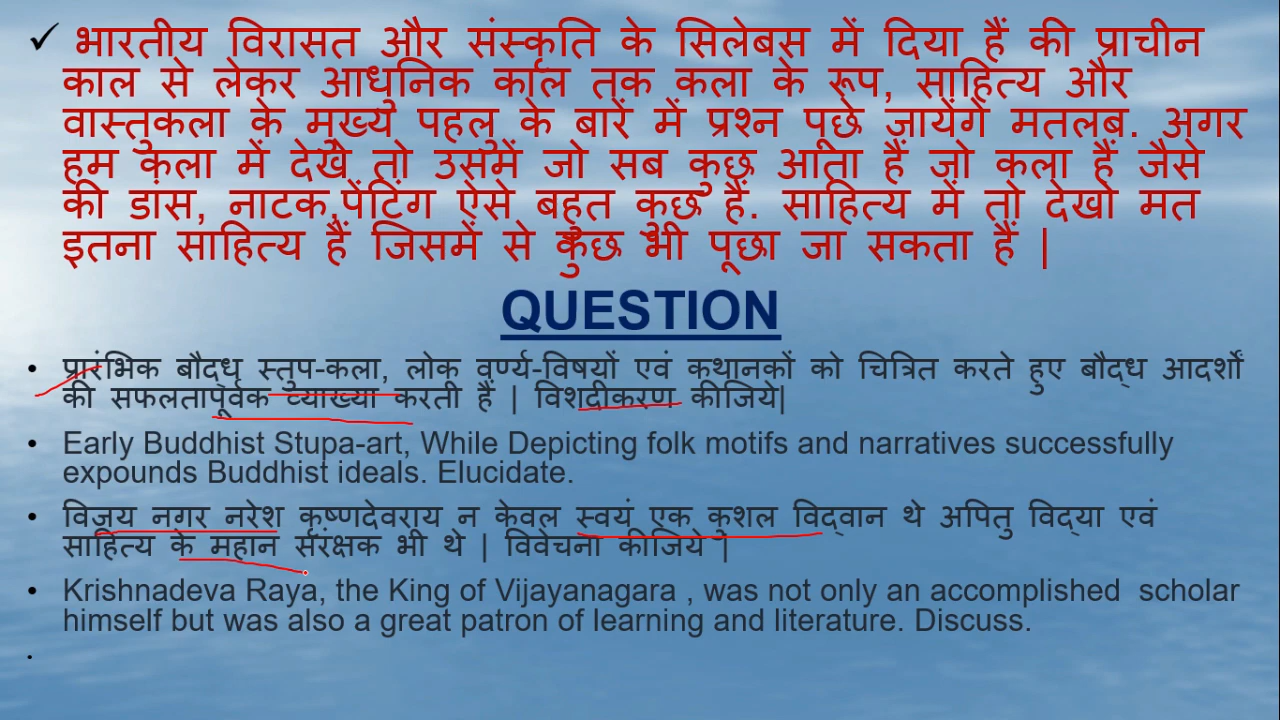 ✓ भारतीय विरासत और संस्कृति के सिलेबस में दिया हैं की प्राचीन
काल से लेकर आधुनिक काल तक कला के रूप, साहित्य और
वास्तुकला के मुख्य पहलु के बारें में प्रश्न पूछे जायेंगे मतलब. अगर
हम कला में देखें तो उसमें जो सब कुछ आता हैं जो कला हैं जैसे
की डांस, नाटक,पेंटिंग ऐसे बहुत कुछ हैं. साहित्य में तो देखो मत
इतना साहित्य हैं जिसमें से कुछ भी पूछा जा सकता हैं |
QUESTION
• प्रारंभिक बौद्ध स्तुप-कला, लोक वर्ण्य-विषयों एवं कथानकों को चित्रित करते हुए बौद्ध आदर्शों
की सफलतापूर्वक व्याख्या करती हैं | विशदीकरण कीजिये|
• Early Buddhist Stupa-art, While Depicting folk motifs and narratives successfully
expounds Buddhist ideals. Elucidate.
• विजय नगर नरेश कृष्णदेवराय न केवल स्वयं एक कुशल विद्वान थे अपितु विद्या एवं
साहित्य के महान संरंक्षक भी थे | विवेचना कीजिये |
• Krishnadeva Raya, the King of Vijayanagara , was not only an accomplished scholar
himself but was also a great patron of learning and literature. Discuss.
•